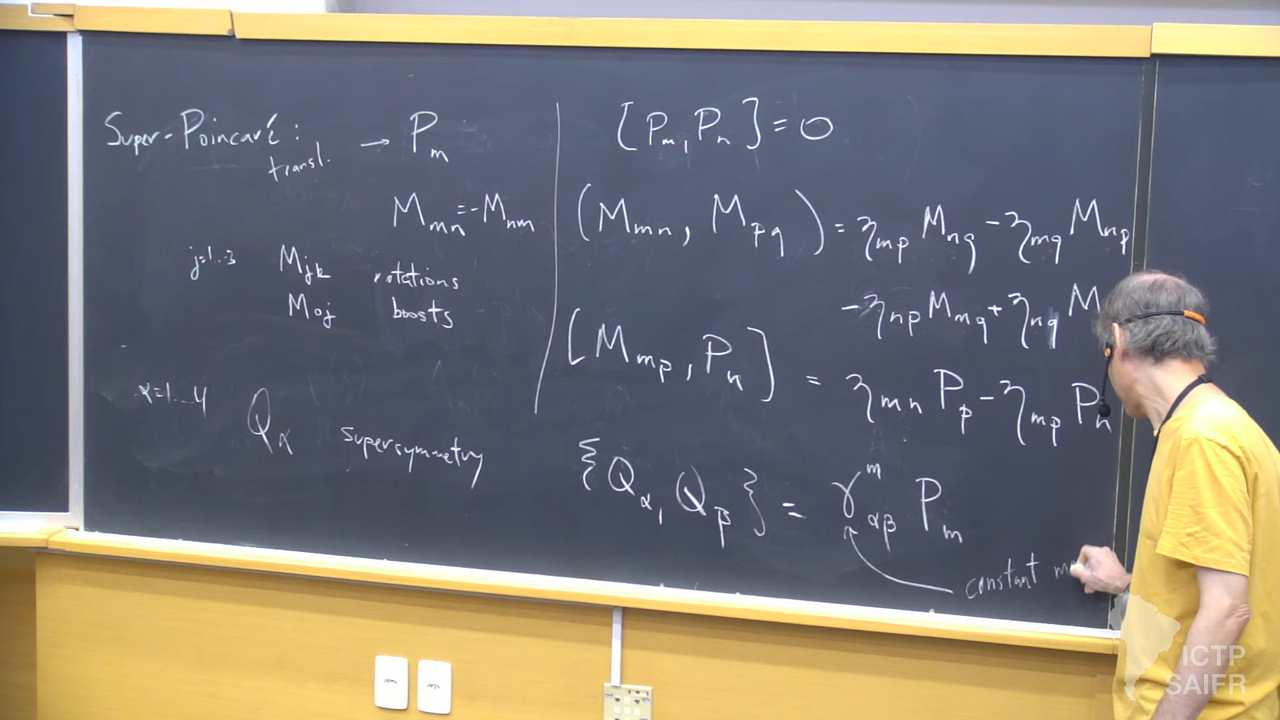 Super-Poincaré:
transl. → P_m
M_mn = -M_nm
j=1..3 M_jk rotations
M_0j boosts
α=1...4 Q_α supersymmetry
[P_m, P_n] = 0
(M_mn, M_pq) = η_mp M_nq - η_mq M_np
- η_np M_nq + η_nq M
[M_mp, P_n] = η_mn P_p - η_mp P_n
{Q_α, Q_β} = γ^m_αβ P_m
constant m
ICTP
SAIFR